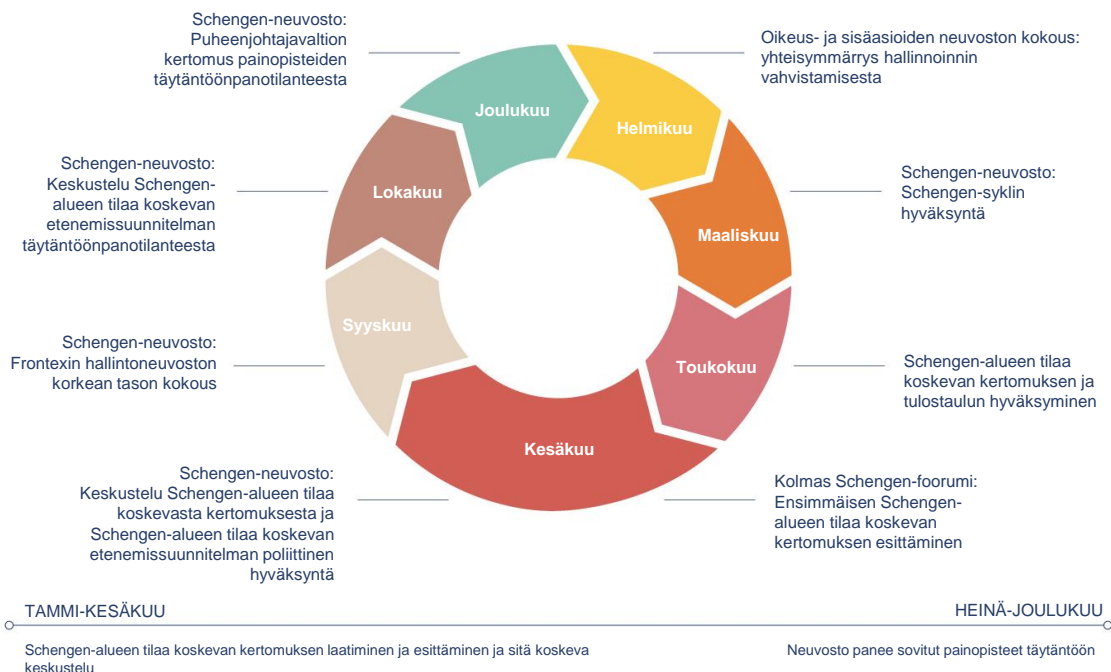 Schengen-neuvosto:
Puheenjohtajavaltion
kertomus painopisteiden
täytäntöönpanotilanteesta
Oikeus- ja sisäasioiden neuvoston kokous:
yhteisymmärrys hallinnoinnin
vahvistamisesta
Joulukuu
Helmikuu
Schengen-neuvosto:
Keskustelu Schengen-
alueen tilaa koskevan
etenemissuunnitelman
täytäntöönpanotilanteesta
Lokakuu
Schengen-neuvosto:
Schengen-syklin
hyväksyntä
Maaliskuu
Syyskuu
Schengen-neuvosto:
Frontexin hallintoneuvoston
korkean tason kokous
Toukokuu
Schengen-alueen tilaa
koskevan kertomuksen ja
tulostaulun hyväksyminen
Kesäkuu
Schengen-neuvosto:
Keskustelu Schengen-alueen tilaa
koskevasta kertomuksesta ja
Schengen-alueen tilaa koskevan
etenemissuunnitelman poliittinen
hyväksyntä
Kolmas Schengen-foorumi:
Ensimmäisen Schengen-
alueen tilaa koskevan
kertomuksen esittäminen
TAMMI-KESÄKUU
HEINÄ-JOULUKUU
Schengen-alueen tilaa koskevan kertomuksen laatiminen ja esittäminen ja sitä koskeva
keskustelu
Neuvosto panee sovitut painopisteet täytäntöön